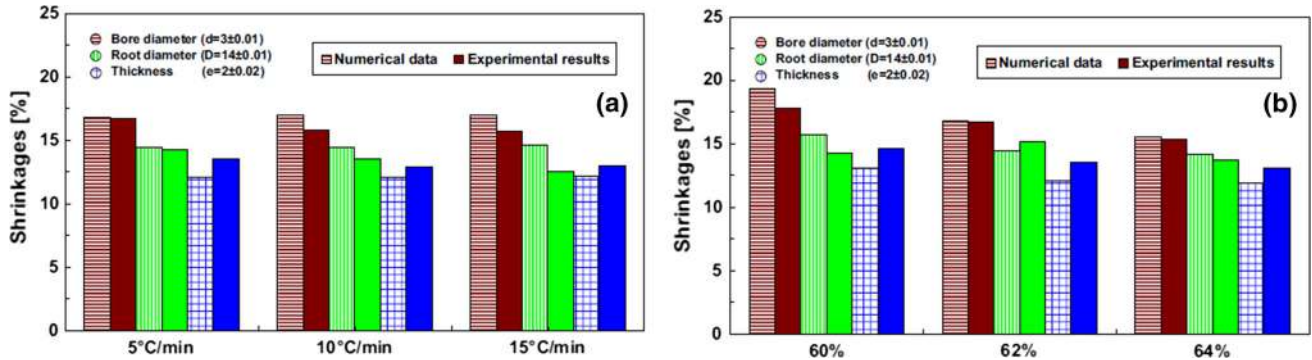 25
20
15
10
5
0
Shrinkages [%]
Bore diameter (d=3±0.01)
Root diameter (D=14±0.01)
Thickness (e=2±0.02)
Numerical data
Experimental results
(a)
5°C/min
10°C/min
15°C/min
25
20
15
10
5
0
Shrinkages [%]
Bore diameter (d=3±0.01)
Root diameter (D=14±0.01)
Thickness (e=2±0.02)
Numerical data
Experimental results
(b)
60%
62%
64%